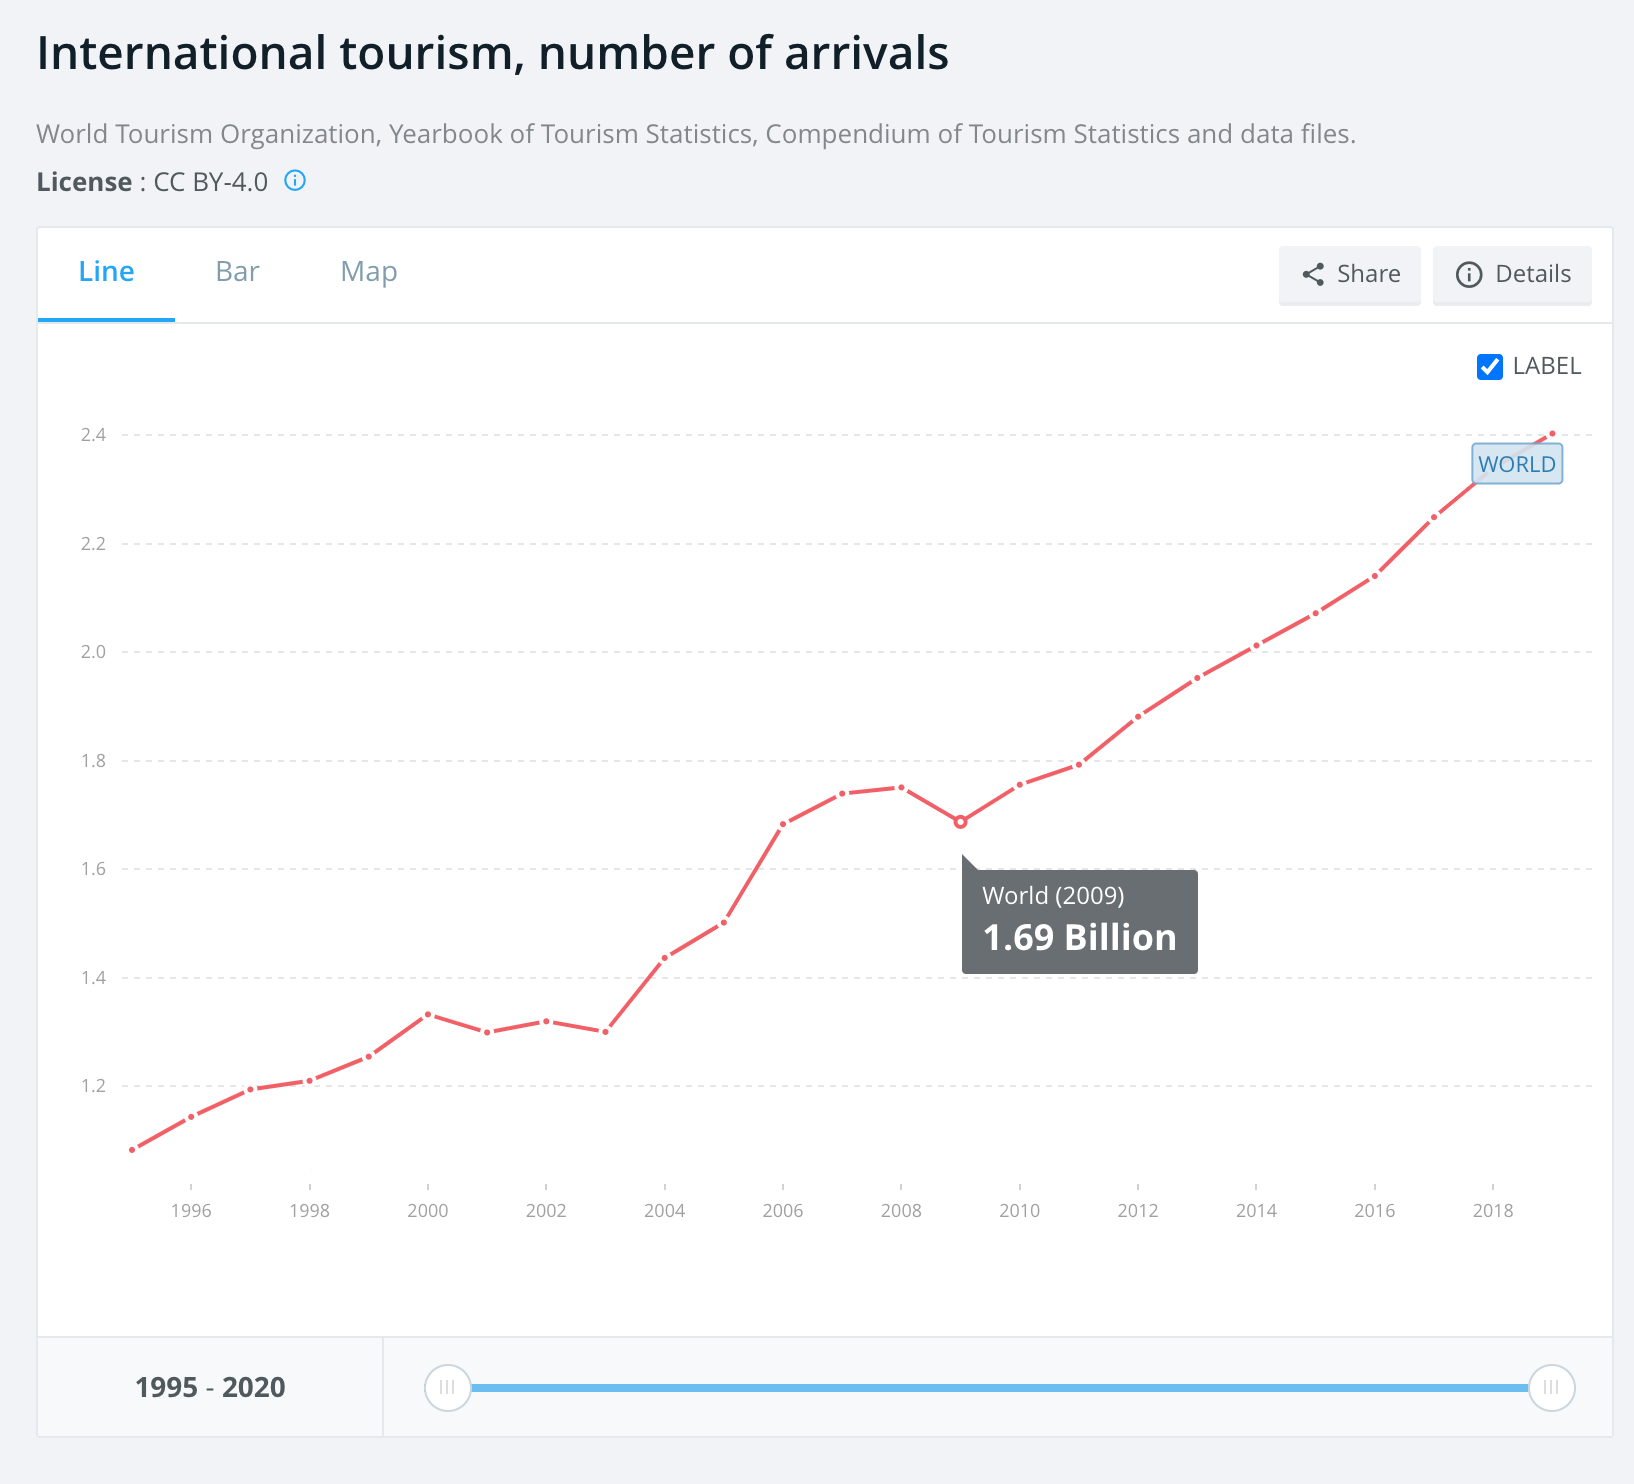 International tourism, number of arrivals
World Tourism Organization, Yearbook of Tourism Statistics, Compendium of Tourism Statistics and data files.
License : CC BY-4.0
Line Bar Map Share Details
LABEL
2.4
WORLD
2.2
2.0
1.8
1.6
World (2009)
1.69 Billion
1.4
1.2
1996 1998 2000 2002 2004 2006 2008 2010 2012 2014 2016 2018
1995 - 2020